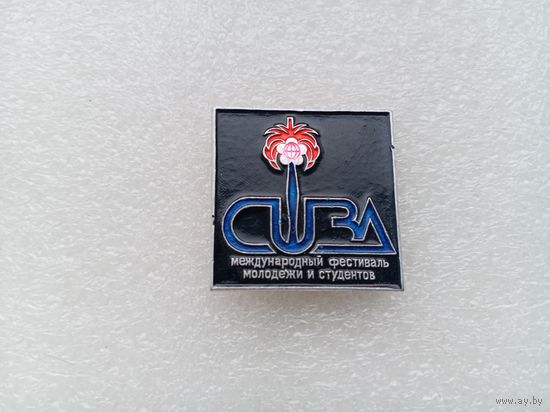 CUBA
международный фестиваль
молодежи и студентов
www.ay.by